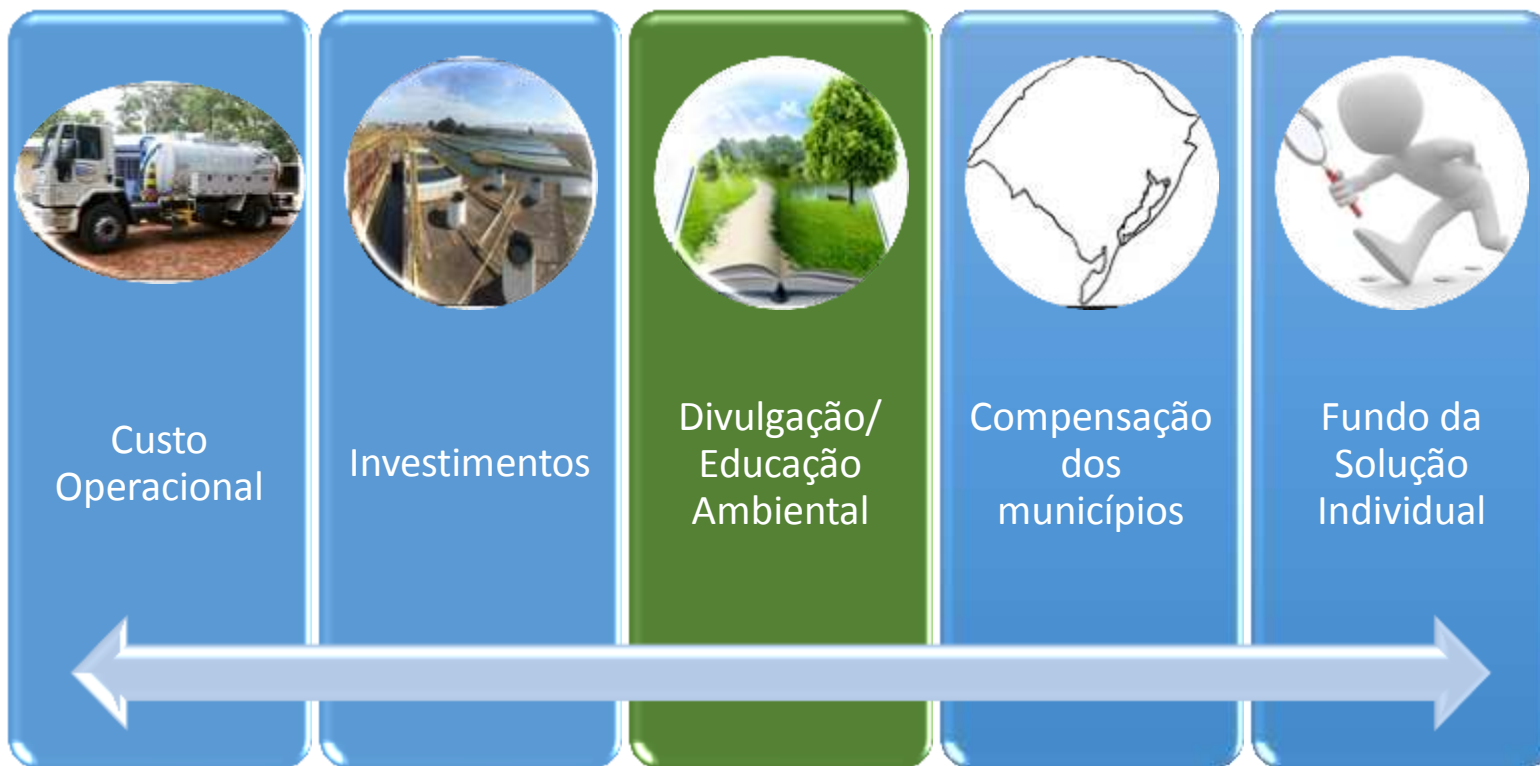 Custo
Operacional
Investimentos
Divulgação/
Educação
Ambiental
Compensação
dos
municípios
Fundo da
Solução
Individual